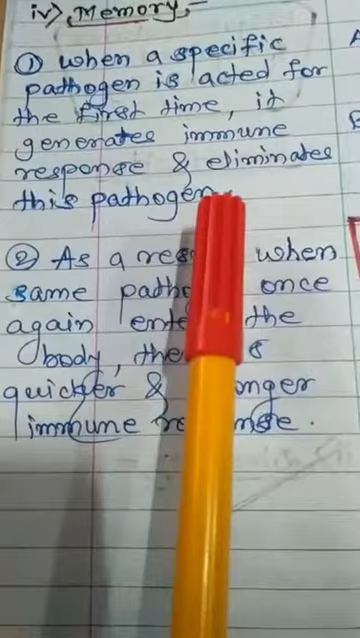 iv) Memory -
① When a specific
pathogen is acted for
the first time, it
generates immune
response & eliminates
this pathogen.
② As a when
same once
again the
body,
quicker &
immune